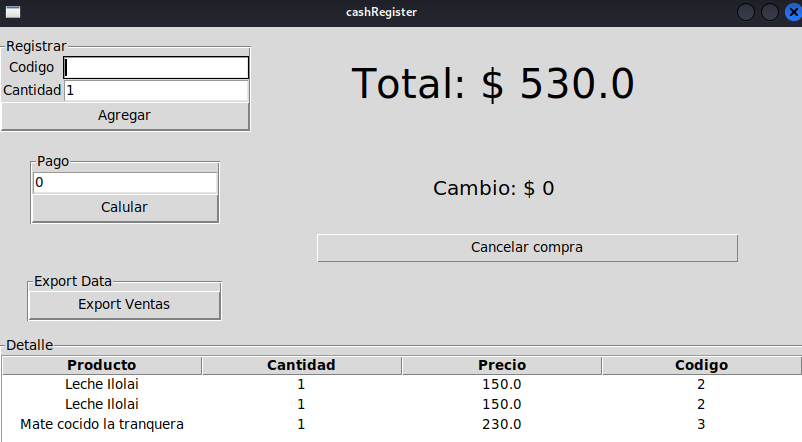 cashRegister
Registrar
Codigo
Cantidad 1
Agregar
Total: $ 530.0
Pago
0
Calular
Cambio: $ 0
Cancelar compra
Export Data
Export Ventas
Detalle
Producto Cantidad Precio Codigo
Leche Ilolai 1 150.0 2
Leche Ilolai 1 150.0 2
Mate cocido la tranquera 1 230.0 3